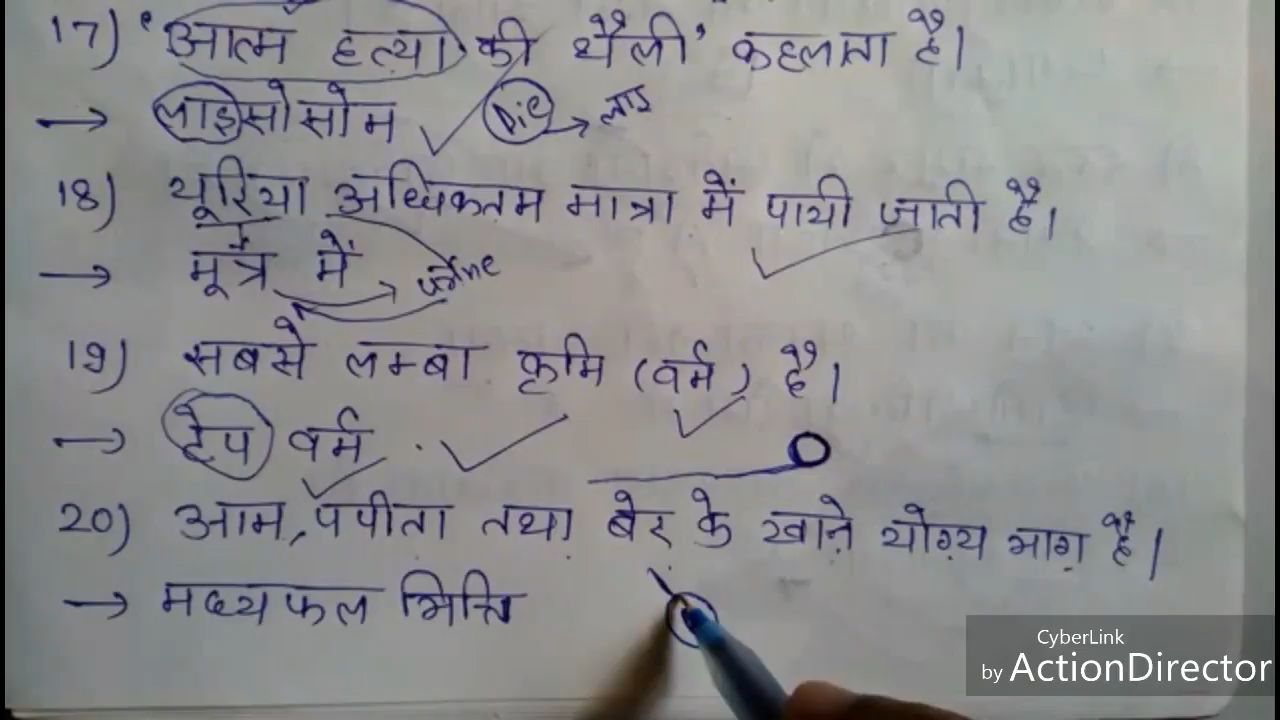 17) 'आत्म हत्या की थैली' कहलाता है।
→ लाइसोसोम Die → लाइ
18) यूरिया अधिकतम मात्रा में पायी जाती है।
→ मूत्र में
19) सबसे लम्बा कृमि (वर्म) है।
→ टेप वर्म
20) आम, पपीता तथा बेर के खाने योग्य भाग है।
→ मध्यफल भित्ति
CyberLink
by ActionDirector